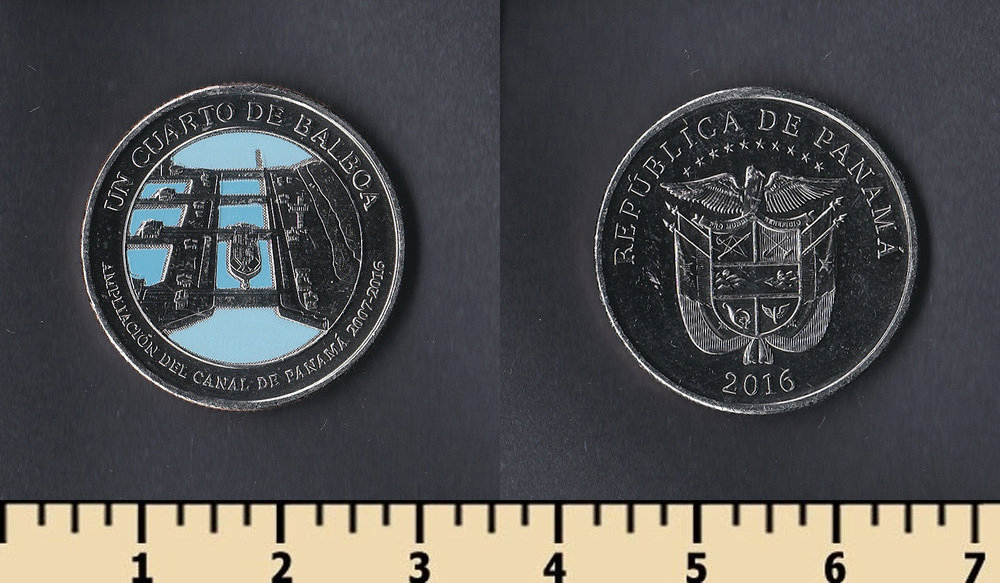 UN CUARTO DE BALBOA
AMPLIACIÓN DEL CANAL DE PANAMÁ 2007-2016
REPÚBLICA DE PANAMÁ
2016
1 2 3 4 5 6 7